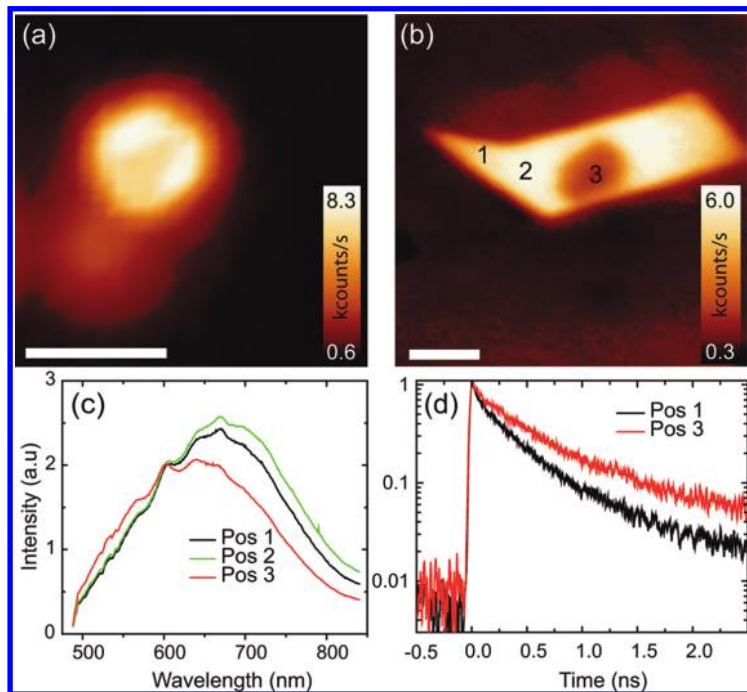 (a)
8.3
kcounts/s
0.6
(b)
1
2
3
6.0
kcounts/s
0.3
(c)
3
2
1
0
Intensity (a.u)
Pos 1
Pos 2
Pos 3
500 600 700 800
Wavelength (nm)
(d)
1
0.1
0.01
Pos 1
Pos 3
-0.5 0.0 0.5 1.0 1.5 2.0
Time (ns)